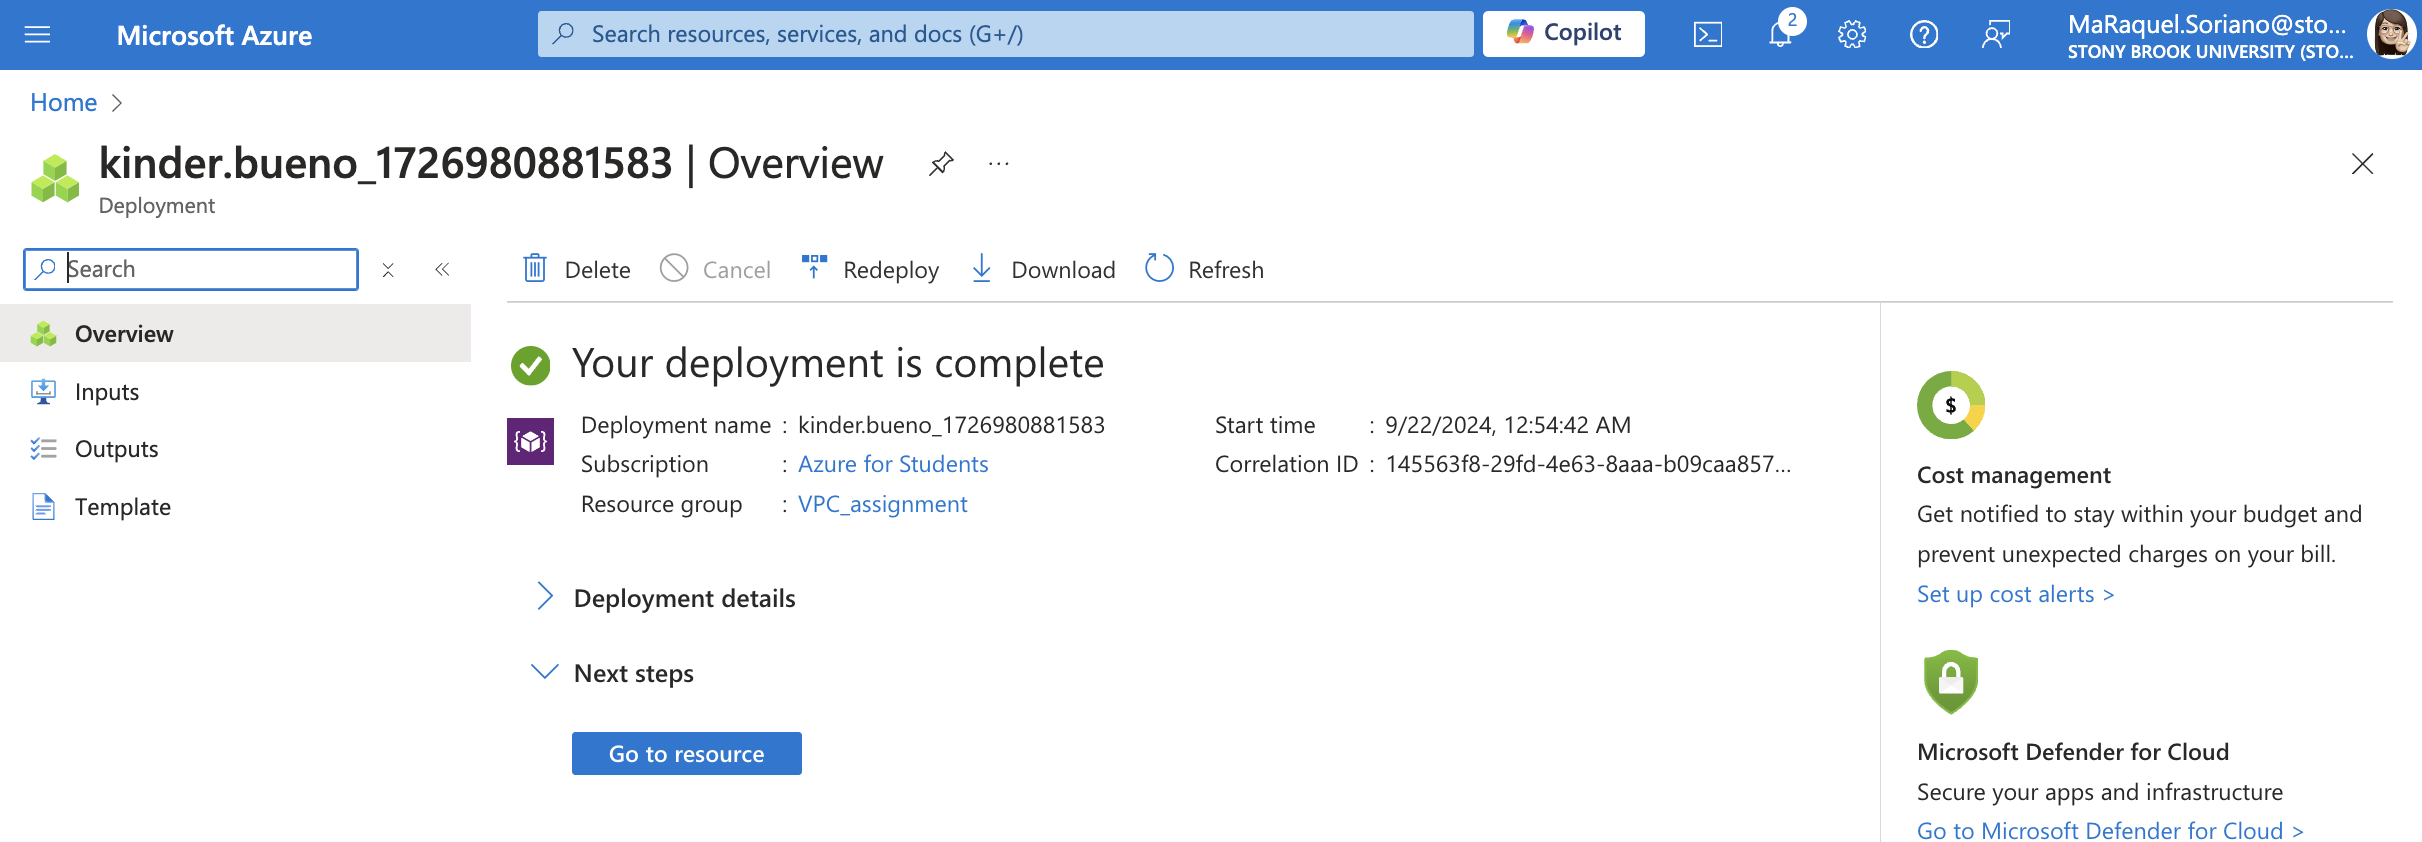 Microsoft Azure
Search resources, services, and docs (G+/)
Copilot
2
MaRaquel.Soriano@sto...
STONY BROOK UNIVERSITY (STO...
Home
kinder.bueno_1726980881583 | Overview
...
Deployment
Search
Delete
Cancel
Redeploy
Download
Refresh
Overview
Inputs
Outputs
Template
Your deployment is complete
Deployment name : kinder.bueno_1726980881583
Subscription : Azure for Students
Resource group : VPC_assignment
Start time : 9/22/2024, 12:54:42 AM
Correlation ID : 145563f8-29fd-4e63-8aaa-b09caa857...
Deployment details
Next steps
Go to resource
$
Cost management
Get notified to stay within your budget and
prevent unexpected charges on your bill.
Set up cost alerts >
Microsoft Defender for Cloud
Secure your apps and infrastructure
Go to Microsoft Defender for Cloud >